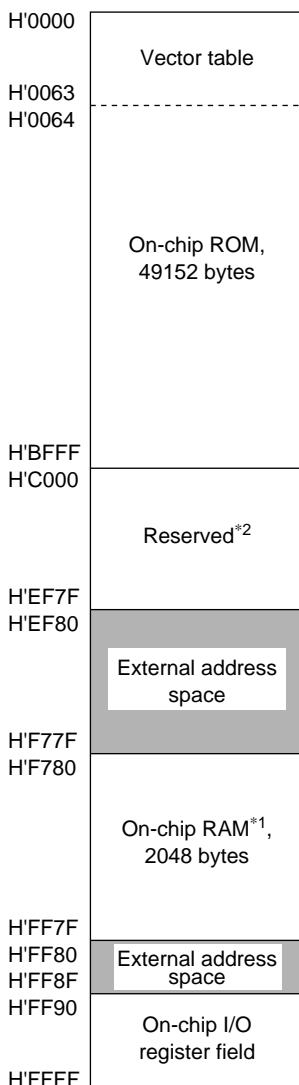 H'0000
Vector table
H'0063
H'0064
On-chip ROM,
49152 bytes
H'BFFF
H'C000
Reserved*2
H'EF7F
H'EF80
External address
space
H'F77F
H'F780
On-chip RAM*1,
2048 bytes
H'FF7F
H'FF80
External address
space
H'FF8F
H'FF90
On-chip I/O
register field
H'FFFF